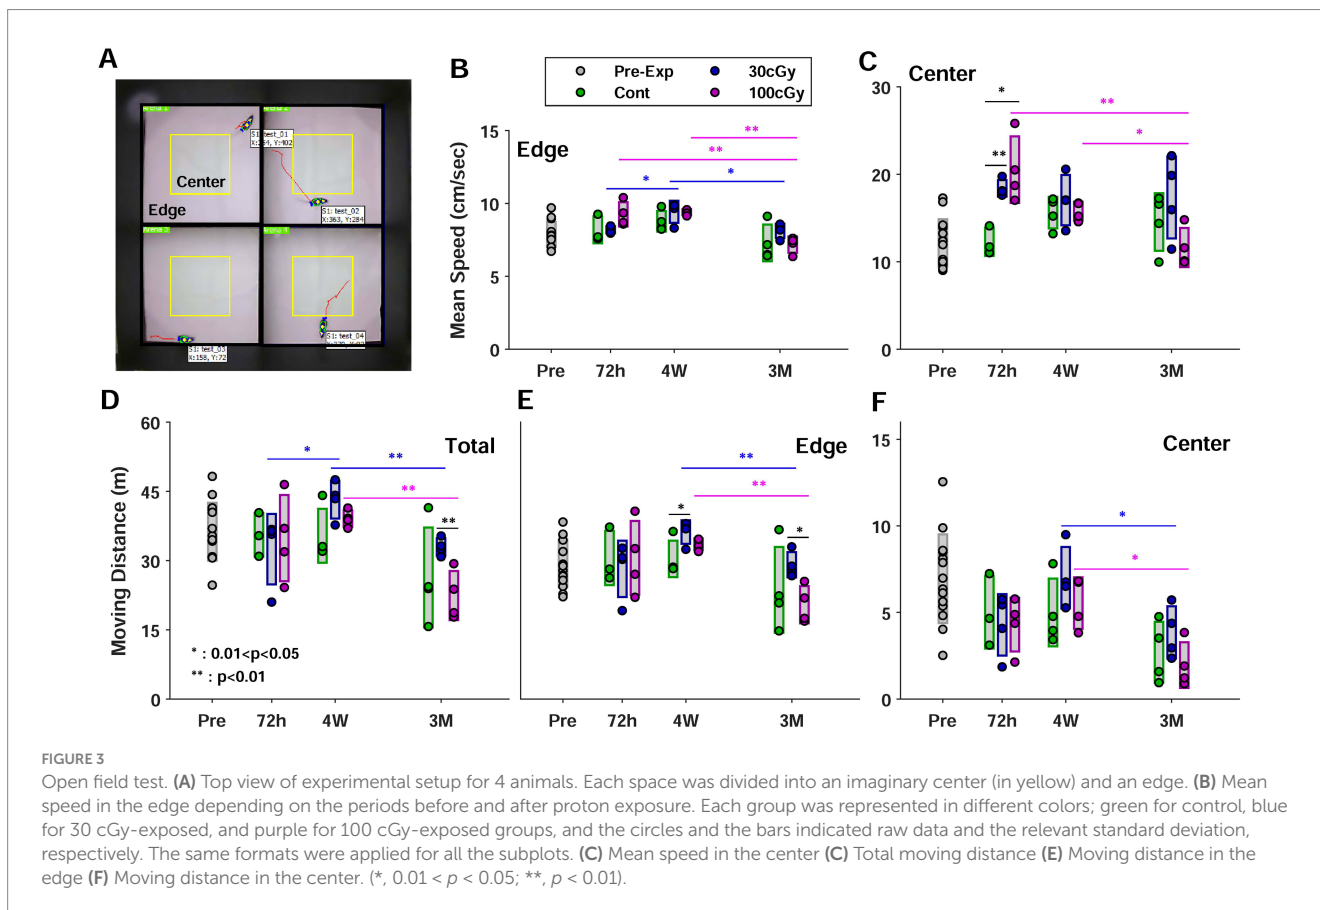 A
Arena 1
Arena 2
S1: test_01
Center
Edge
S1: test_02
X:363, Y:284
Arena 3
Arena 4
S1: test_03
X:158, Y:72
S1: test_04
B
Pre-Exp
30cGy
Cont
100cGy
Edge
Mean Speed (cm/sec)
15
10
5
0
**
**
*
*
Pre
72h
4W
3M
C
Center
30
20
10
0
*
**
**
*
Pre
72h
4W
3M
D
Total
Moving Distance (m)
60
45
30
15
0
*
**
**
**
* : 0.01<p<0.05
** : p<0.01
Pre
72h
4W
3M
E
Edge
**
**
*
*
Pre
72h
4W
3M
F
Center
15
10
5
0
*
*
Pre
72h
4W
3M
FIGURE 3
Open field test. (A) Top view of experimental setup for 4 animals. Each space was divided into an imaginary center (in yellow) and an edge. (B) Mean
speed in the edge depending on the periods before and after proton exposure. Each group was represented in different colors; green for control, blue
for 30 cGy-exposed, and purple for 100 cGy-exposed groups, and the circles and the bars indicated raw data and the relevant standard deviation,
respectively. The same formats were applied for all the subplots. (C) Mean speed in the center (C) Total moving distance (E) Moving distance in the
edge (F) Moving distance in the center. (*, 0.01 < p < 0.05; **, p < 0.01).